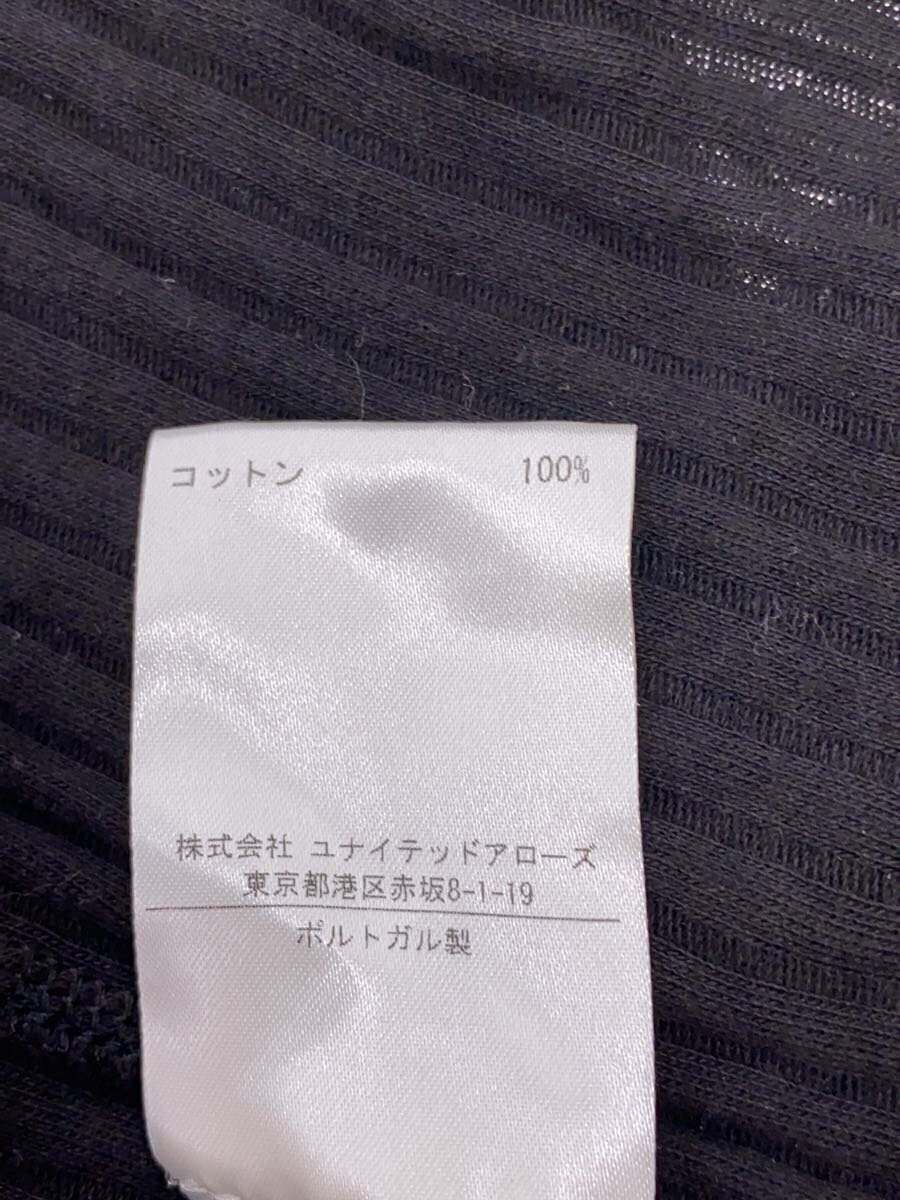 コットン 100%
株式会社 ユナイテッドアローズ
東京都港区赤坂8-1-19
ポルトガル製